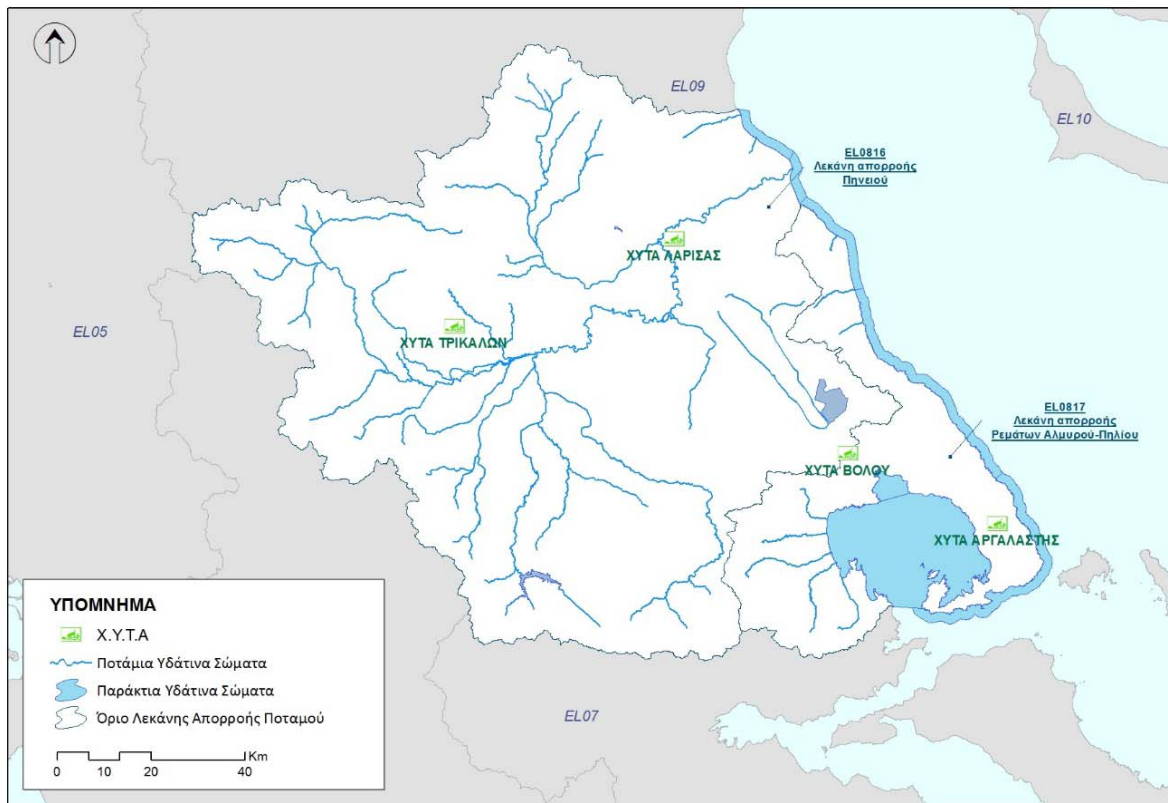 EL09
EL10
EL0816
Λεκάνη απορροής
Πηνειού
ΧΥΤΑ ΛΑΡΙΣΑΣ
EL05
ΧΥΤΑ ΤΡΙΚΑΛΩΝ
EL0817
Λεκάνη απορροής
Ρεμάτων Αλμυρού-Πηλίου
ΧΥΤΑ ΒΟΛΟΥ
ΧΥΤΑ ΑΡΓΑΛΑΣΤΗΣ
EL07
ΥΠΟΜΝΗΜΑ
Χ.Υ.Τ.Α
Ποτάμια Υδάτινα Σώματα
Παράκτια Υδάτινα Σώματα
Όριο Λεκάνης Απορροής Ποταμού
Km
0 10 20 40